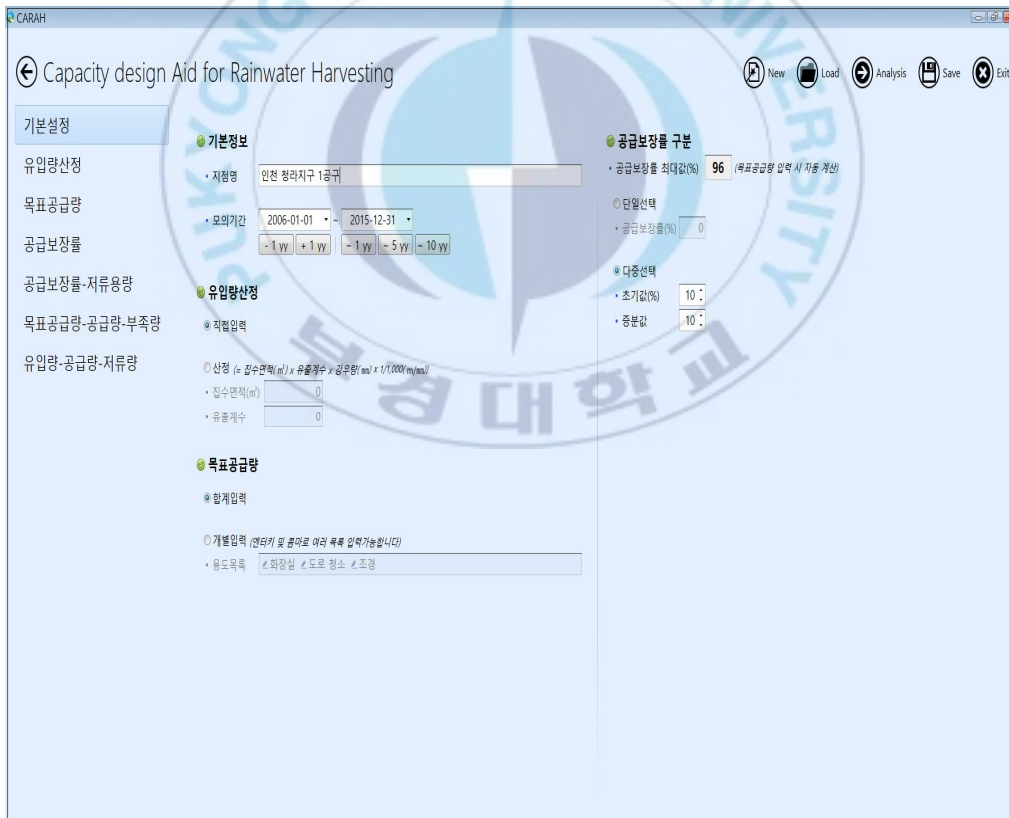 CARAH
Capacity design Aid for Rainwater Harvesting
New Load Analysis Save Exit
기본설정
유입량산정
목표공급량
공급보장률
공급보장률-저류용량
목표공급량-공급량-부족량
유입량-공급량-저류량
기본정보
지점명 인천 청라지구 1공구
모의기간 2006-01-01 ~ 2015-12-31
- 1 yy + 1 yy ~ 1 yy ~ 5 yy ~ 10 yy
유입량산정
직접입력
산정 (= 집수면적(㎡) x 유출계수 x 강우량(㎜) x 1/1,000(m/㎜))
집수면적(㎡) 0
유출계수 0
목표공급량
합계입력
개별입력 (엔터키 및 콤마로 여러 목록 입력가능합니다)
용도목록 화장실 도로 청소 조경
공급보장률 구분
공급보장률 최대값(%) 96 (목표공급량 입력 시 자동 계산)
단일선택
공급보장률(%) 0
다중선택
초기값(%) 10
증분값 10
PUKYONG UNIVERSITY
부경대학교